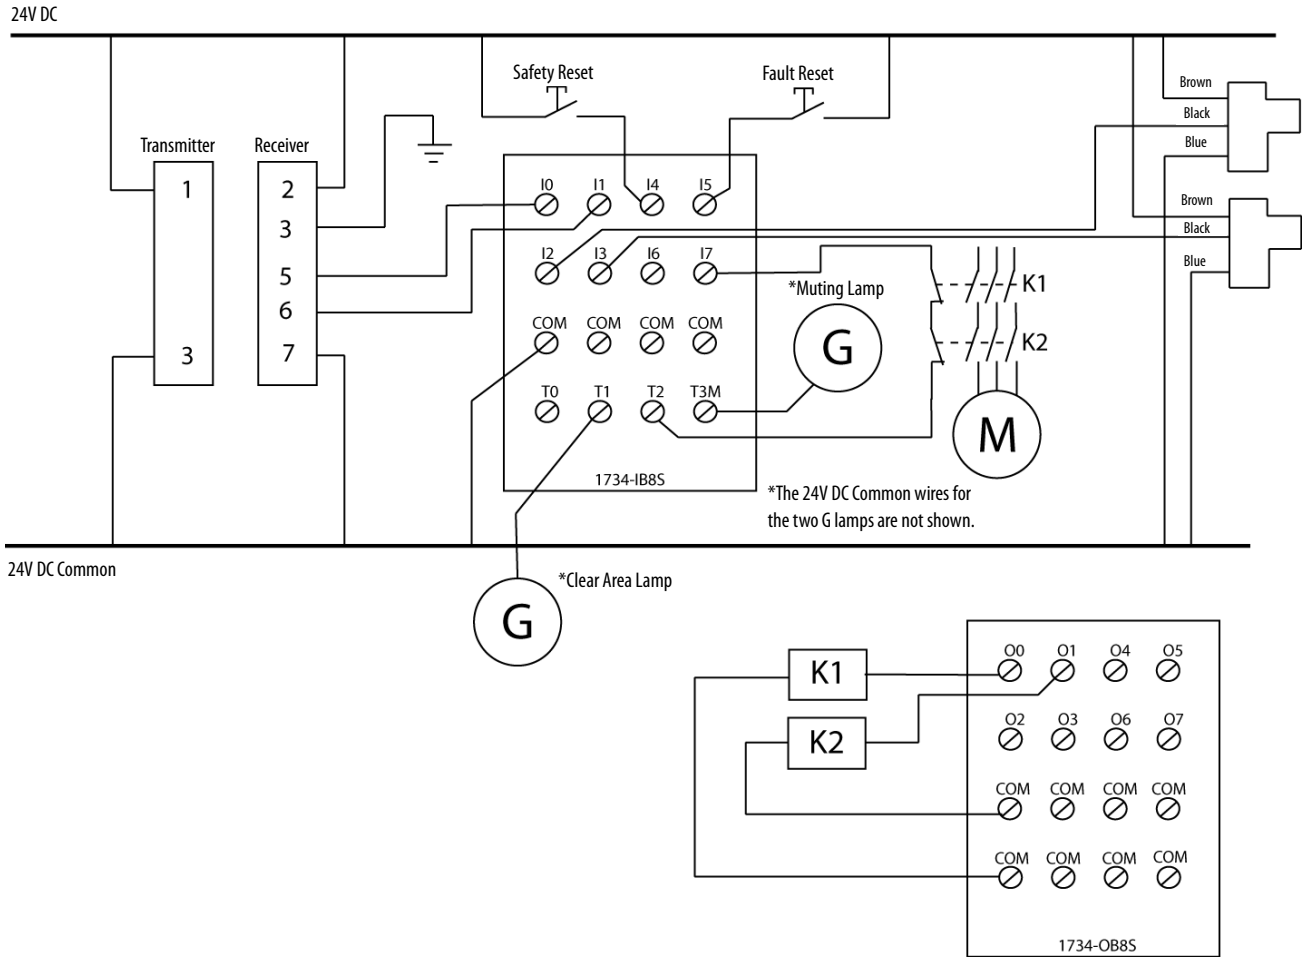 24V DC
Safety Reset
Fault Reset
Brown
Black
Blue
Transmitter
Receiver
1
3
2
3
5
6
7
I0 I1 I4 I5
I2 I3 I6 I7
COM COM COM COM
T0 T1 T2 T3M
1734-IB8S
*Muting Lamp
G
K1
K2
M
Brown
Black
Blue
*The 24V DC Common wires for
the two G lamps are not shown.
24V DC Common
*Clear Area Lamp
G
K1
K2
O0 O1 O4 O5
O2 O3 O6 O7
COM COM COM COM
COM COM COM COM
1734-OB8S